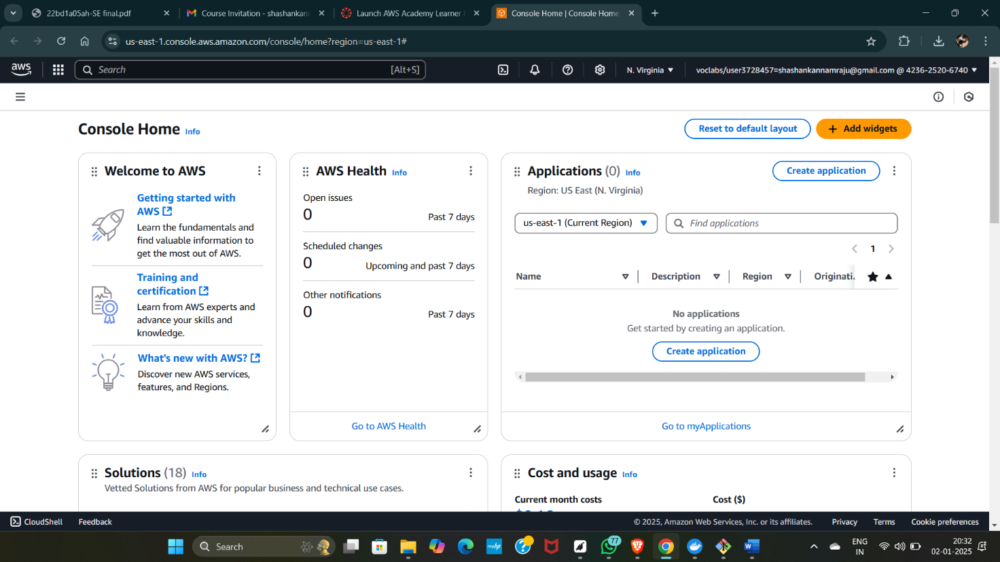 22bd1a05ah-SE final.pdf
Course Invitation - shashankann
Launch AWS Academy Learner
Console Home | Console Home
us-east-1.console.aws.amazon.com/console/home?region=us-east-1#
aws
Search
[Alt+S]
N. Virginia
voclabs/user3728457=shashankannamraju@gmail.com @ 4236-2520-6740
Console Home Info
Reset to default layout
Add widgets
Welcome to AWS
Getting started with
AWS
Learn the fundamentals and
find valuable information to
get the most out of AWS.
Training and
certification
Learn from AWS experts and
advance your skills and
knowledge.
What's new with AWS?
Discover new AWS services,
features, and Regions.
AWS Health Info
Open issues
0
Past 7 days
Scheduled changes
0
Upcoming and past 7 days
Other notifications
0
Past 7 days
Go to AWS Health
Applications (0) Info
Create application
Region: US East (N. Virginia)
us-east-1 (Current Region)
Find applications
1
Name
Description
Region
Originati.
No applications
Get started by creating an application.
Create application
Go to myApplications
Solutions (18) Info
Vetted Solutions from AWS for popular business and technical use cases.
Cost and usage Info
Current month costs
Cost ($)
CloudShell
Feedback
© 2025, Amazon Web Services, Inc. or its affiliates.
Privacy
Terms
Cookie preferences
Search
myhp
77
ENG
IN
20:32
02-01-2025